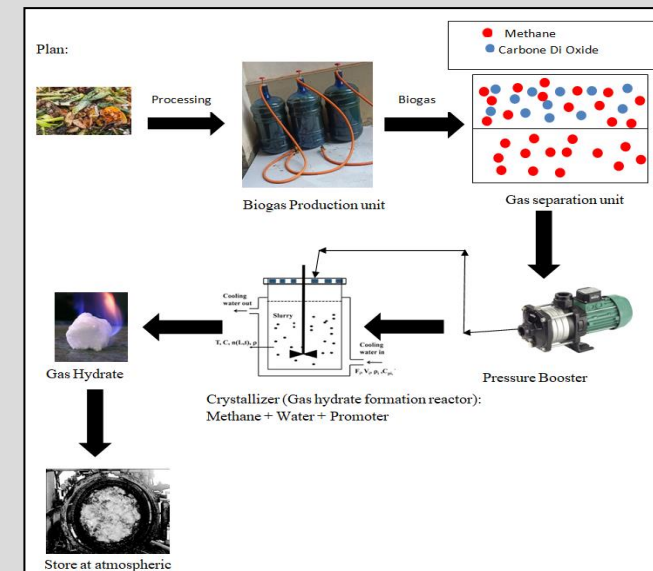 Plan:
Methane
Carbone Di Oxide
Processing
Biogas
Biogas Production unit
Gas separation unit
Cooling
water out
Slurry
T, C, n(L,t), ρ
Cooling
water in
Gas Hydrate
Crystallizer (Gas hydrate formation reactor):
Methane + Water + Promoter
Pressure Booster
Store at atmospheric